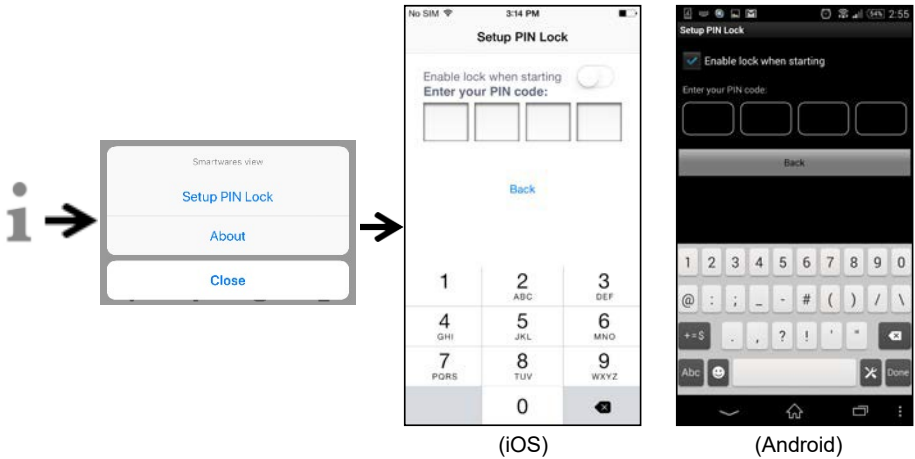 i
Smartwares view
Setup PIN Lock
About
Close
No SIM 3:14 PM
Setup PIN Lock
Enable lock when starting
Enter your PIN code:
Back
1 2 3
ABC DEF
4 5 6
GHI JKL MNO
7 8 9
PQRS TUV WXYZ
0
(iOS)
54% 2:55
Setup PIN Lock
Enable lock when starting
Enter your PIN code:
Back
1 2 3 4 5 6 7 8 9 0
@ : ; _ - # ( ) / \
+=$ . , ? ! ' "
Abc Done
(Android)